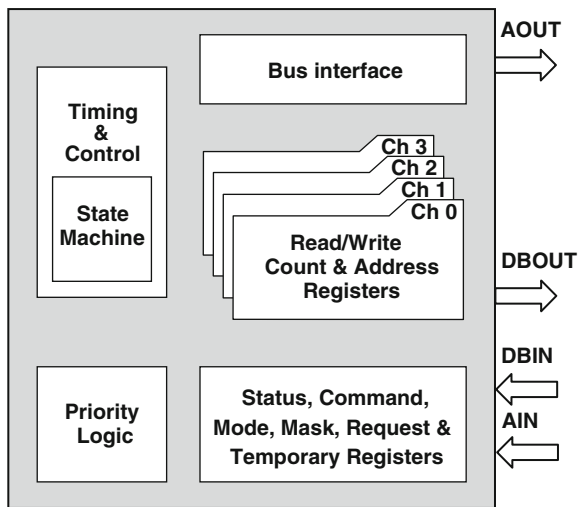 AOUT
Bus interface
Timing
&
Control
State
Machine
Ch 3
Ch 2
Ch 1
Ch 0
Read/Write
Count & Address
Registers
DBOUT
DBIN
AIN
Priority
Logic
Status, Command,
Mode, Mask, Request &
Temporary Registers